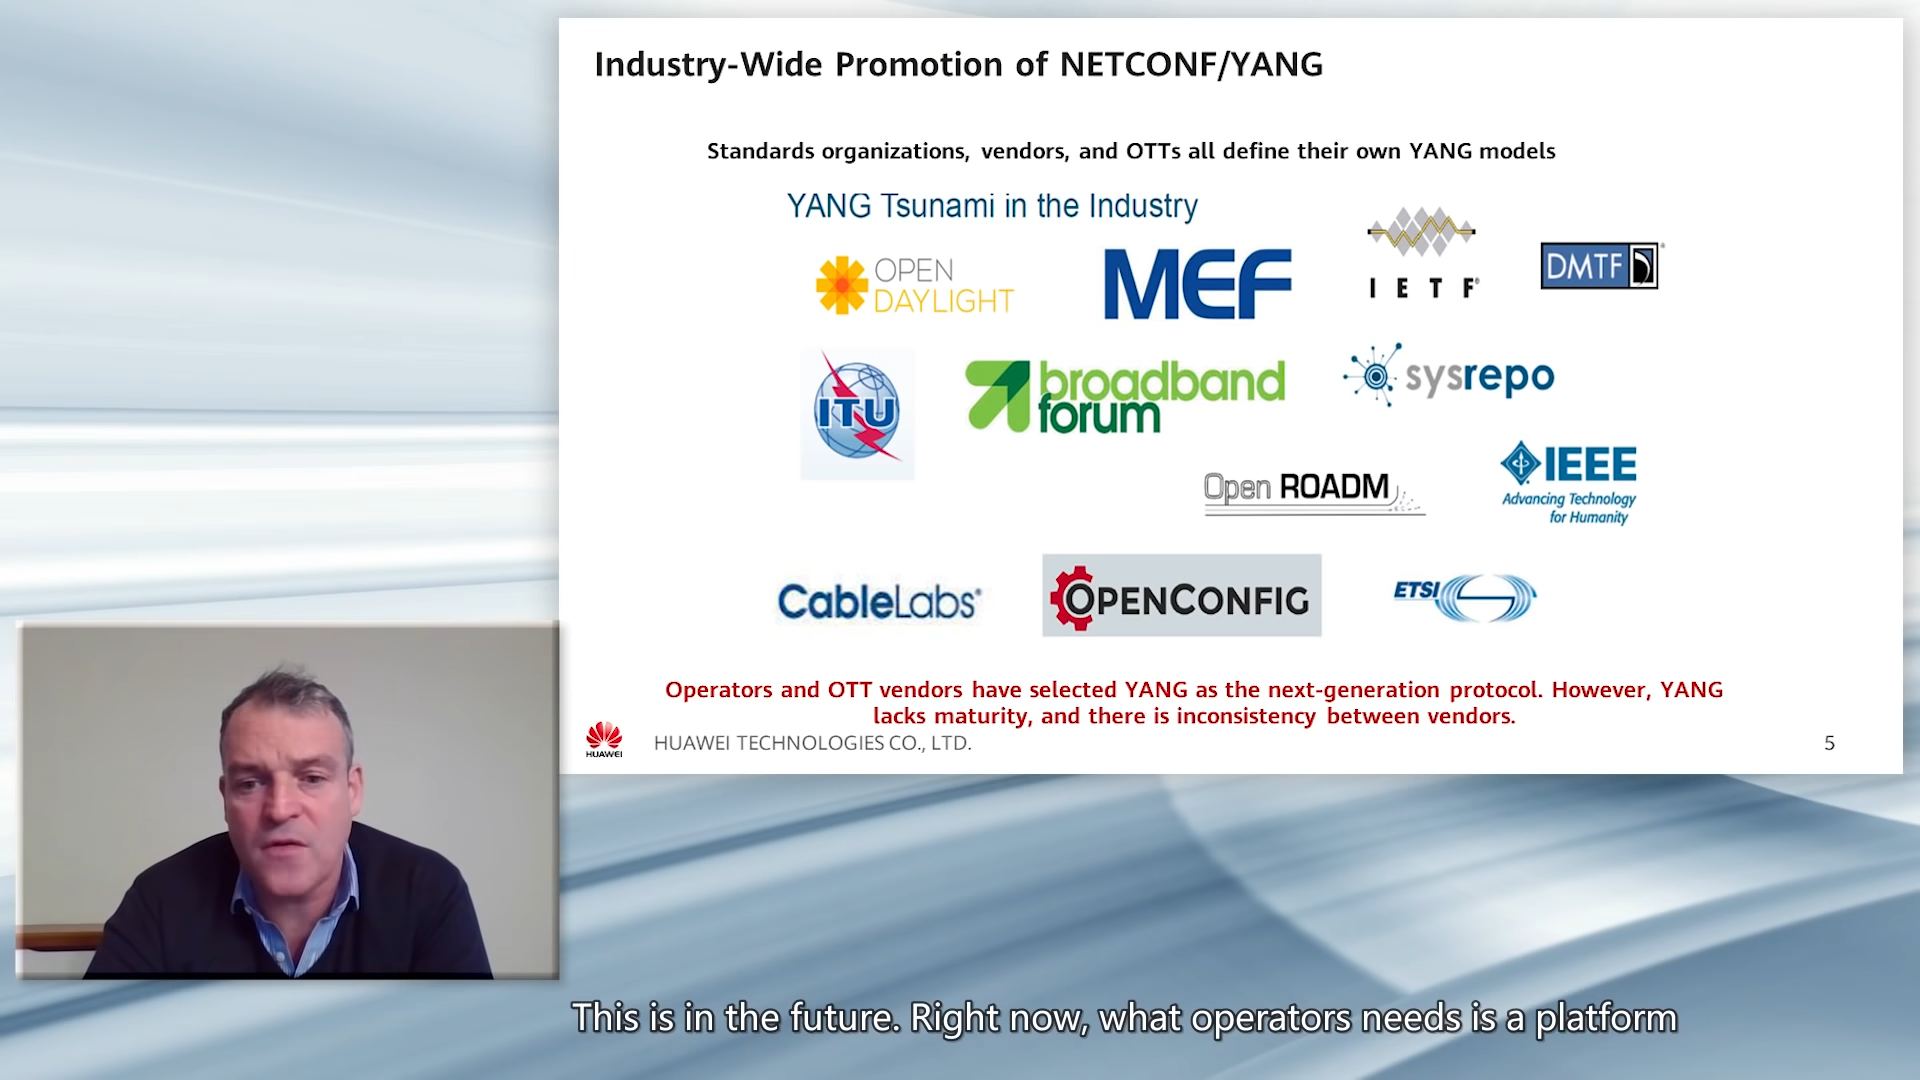 Industry-Wide Promotion of NETCONF/YANG
Standards organizations, vendors, and OTTs all define their own YANG models
YANG Tsunami in the Industry
OPEN
DAYLIGHT
MEF
IETF®
DMTF®
ITU
broadband
forum
sysrepo
Open ROADM
IEEE
Advancing Technology
for Humanity
CableLabs®
OPENCONFIG
ETSI
Operators and OTT vendors have selected YANG as the next-generation protocol. However, YANG
lacks maturity, and there is inconsistency between vendors.
HUAWEI
HUAWEI TECHNOLOGIES CO., LTD.
5
This is in the future. Right now, what operators needs is a platform